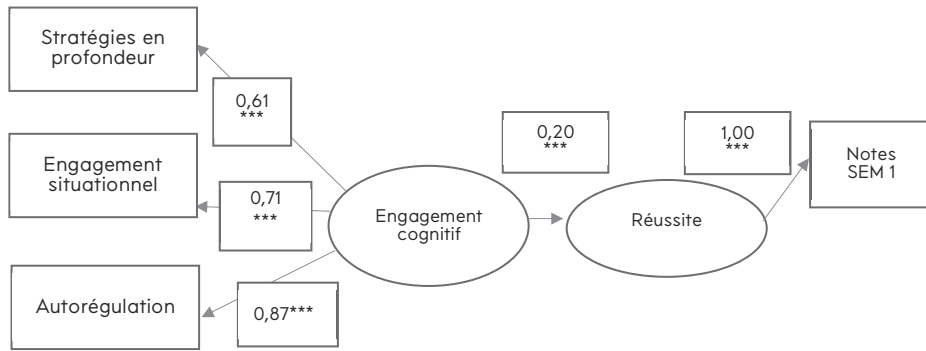 Stratégies en
profondeur
0,61
***
Engagement
situationnel
0,71
***
Autorégulation
0,87***
Engagement
cognitif
0,20
***
Réussite
1,00
***
Notes
SEM 1